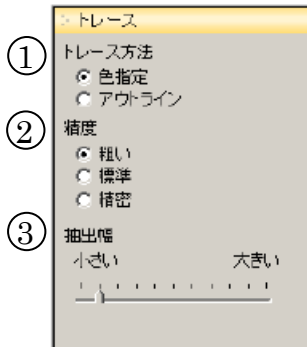 トレース
① トレース方法
色指定
アウトライン
② 精度
粗い
標準
精密
③ 抽出幅
小さい 大きい